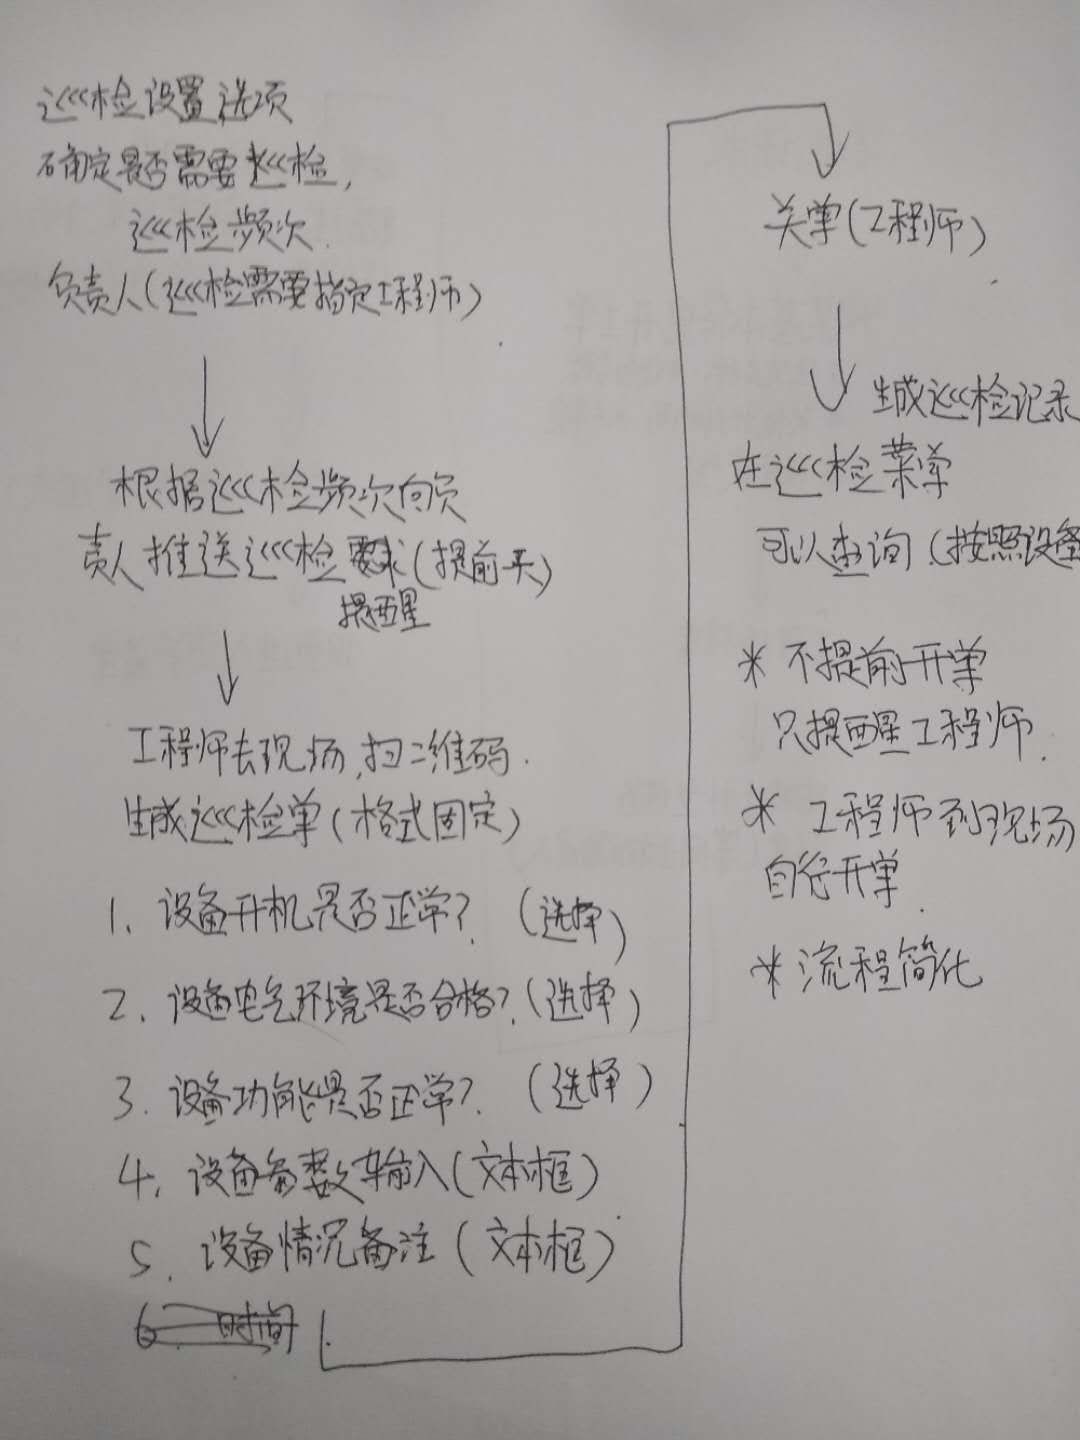 巡检设置选项
确定是否需要巡检,
巡检频次.
负责人(巡检需要指定工程师)
根据巡检频次向负
责人推送巡检要求(提前一天)
提醒
工程师去现场,扫二维码.
生成巡检单(格式固定)
1. 设备开机是否正常? (选择)
2. 设备电气环境是否合格? (选择)
3. 设备功能是否正常? (选择)
4. 设备参数输入(文本框)
5. 设备情况备注(文本框)
6 时间
关单(工程师)
生成巡检记录
在巡检菜单
可以查询(按照设备
* 不提前开单
只提醒工程师.
* 工程师到现场
自行开单.
* 流程简化